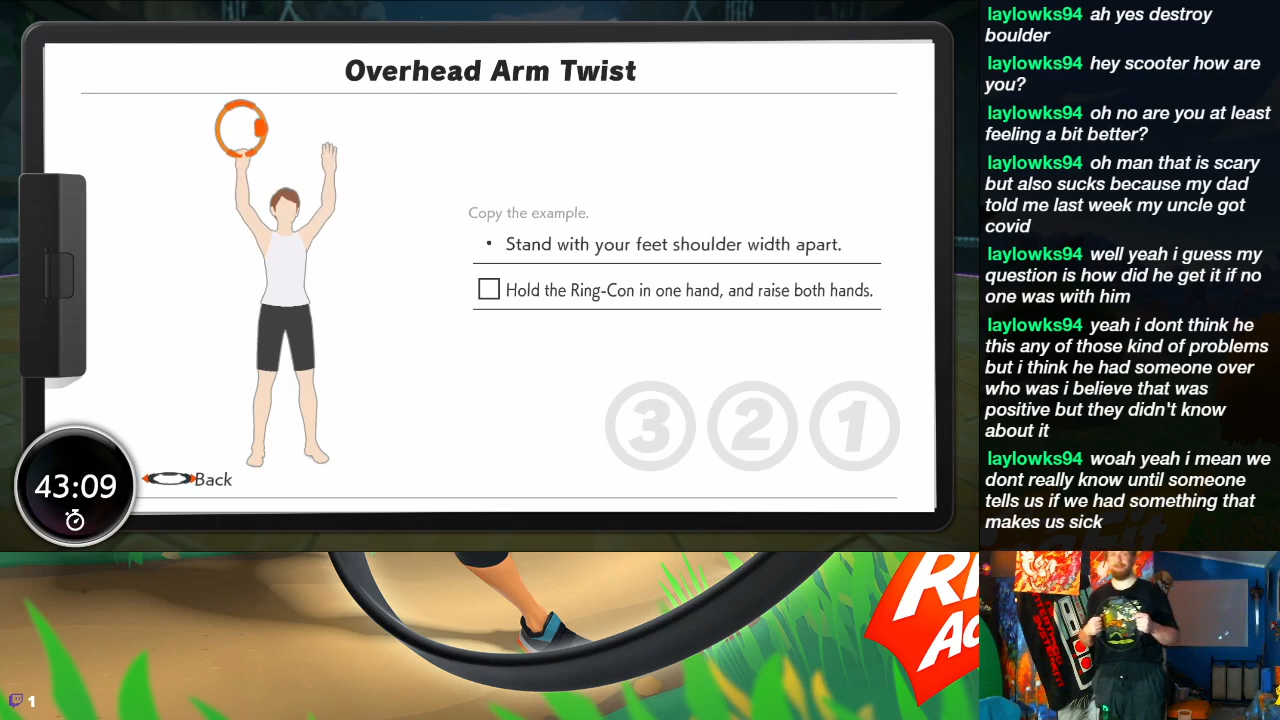 Overhead Arm Twist
Copy the example.
• Stand with your feet shoulder width apart.
Hold the Ring-Con in one hand, and raise both hands.
3 2 1
43:09
Back
laylowks94 ah yes destroy
boulder
laylowks94 hey scooter how are
you?
laylowks94 oh no are you at least
feeling a bit better?
laylowks94 oh man that is scary
but also sucks because my dad
told me last week my uncle got
covid
laylowks94 well yeah i guess my
question is how did he get it if no
one was with him
laylowks94 yeah i dont think he
this any of those kind of problems
but i think he had someone over
who was i believe that was
positive but they didn't know
about it
laylowks94 woah yeah i mean we
dont really know until someone
tells us if we had something that
makes us sick
1